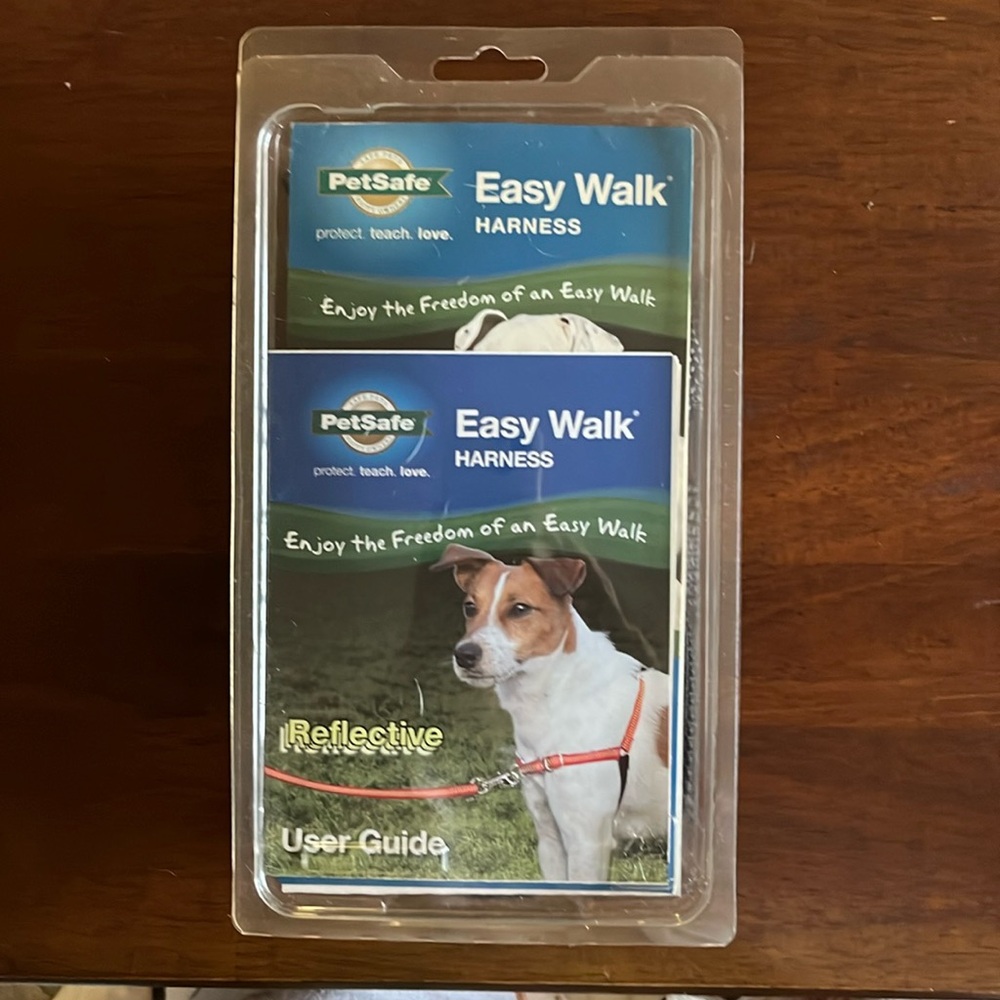 PetSafe
Easy Walk
HARNESS
protect. teach. love.
Enjoy the Freedom of an Easy Walk
PetSafe
Easy Walk
HARNESS
protect. teach. love.
Enjoy the Freedom of an Easy Walk
Reflective
User Guide